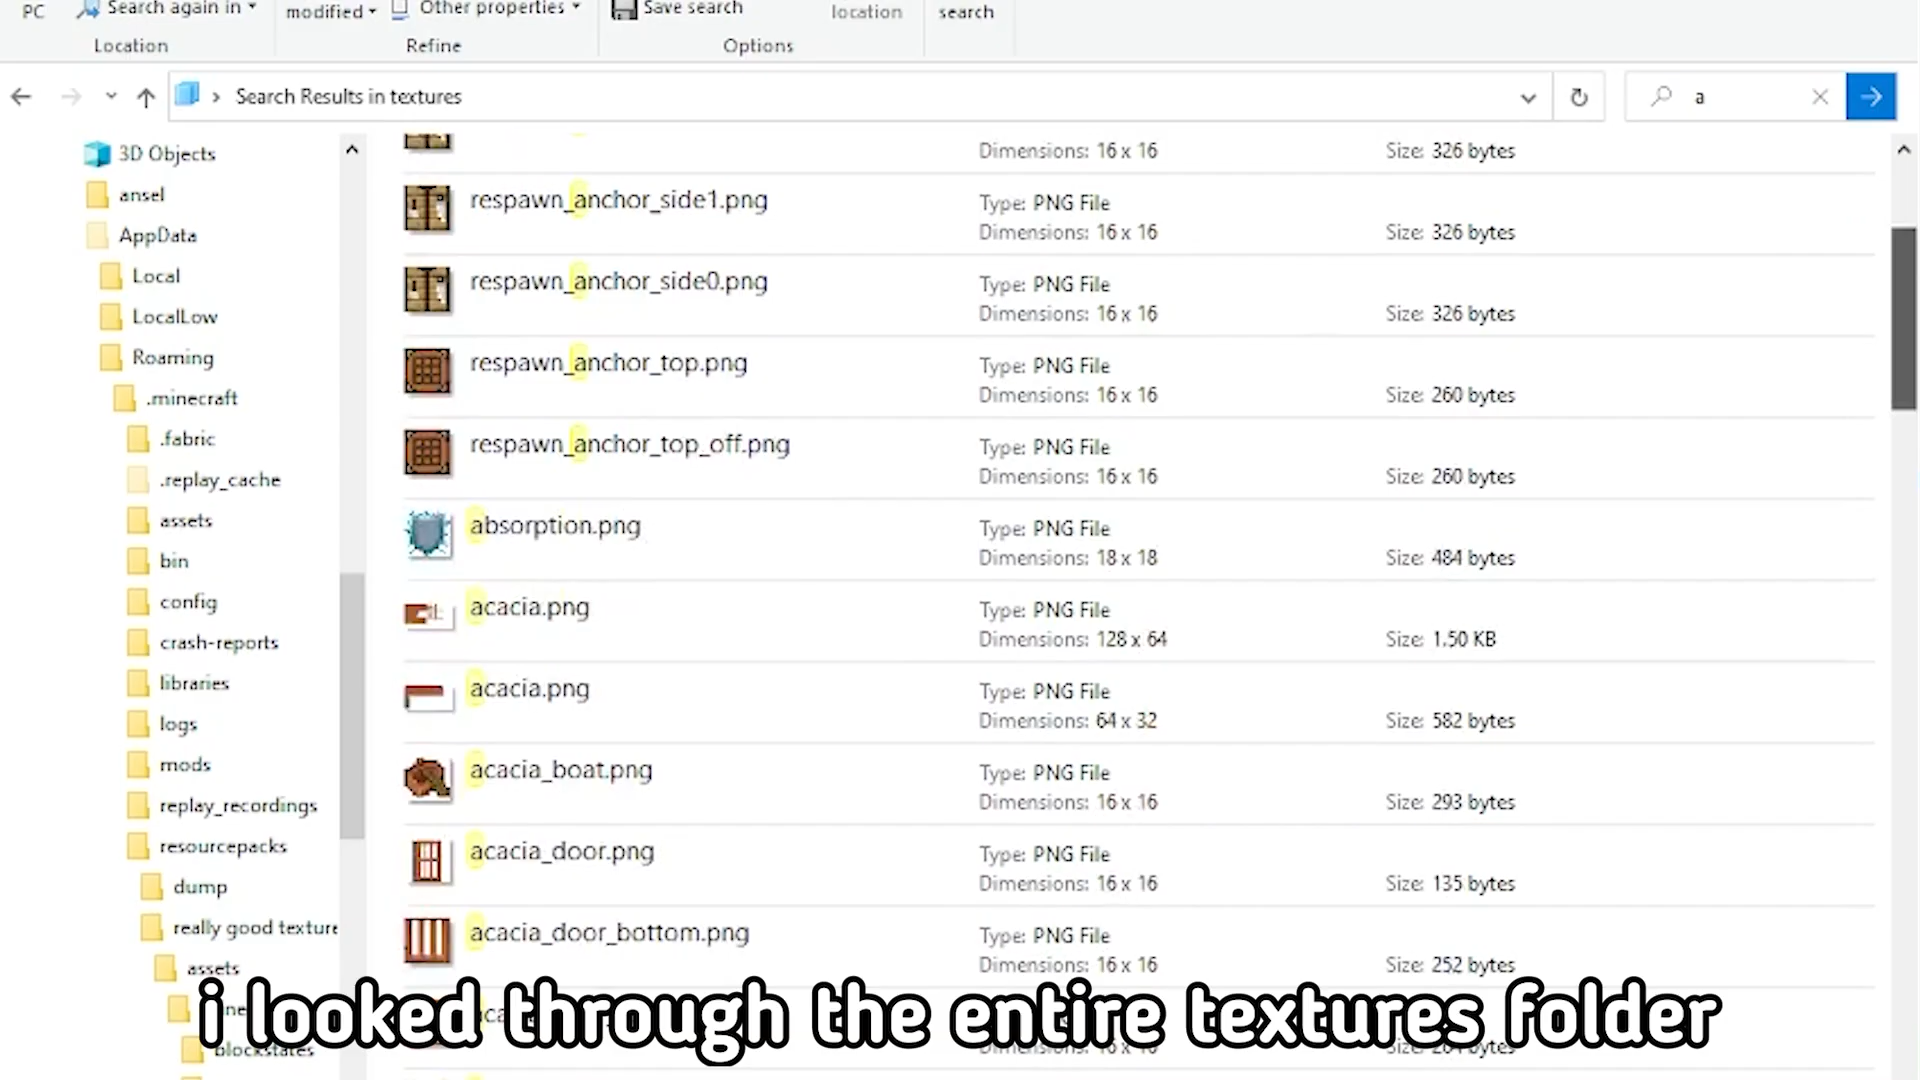 PC
Search again in
modified
Other properties
Save search
location
search
Location
Refine
Options
Search Results in textures
a
3D Objects
ansel
AppData
Local
LocalLow
Roaming
.minecraft
.fabric
.replay_cache
assets
bin
config
crash-reports
libraries
logs
mods
replay_recordings
resourcepacks
dump
really good texture
assets
blockstates
Dimensions: 16 x 16 Size: 326 bytes
respawn_anchor_side1.png Type: PNG File
Dimensions: 16 x 16 Size: 326 bytes
respawn_anchor_side0.png Type: PNG File
Dimensions: 16 x 16 Size: 326 bytes
respawn_anchor_top.png Type: PNG File
Dimensions: 16 x 16 Size: 260 bytes
respawn_anchor_top_off.png Type: PNG File
Dimensions: 16 x 16 Size: 260 bytes
absorption.png Type: PNG File
Dimensions: 18 x 18 Size: 484 bytes
acacia.png Type: PNG File
Dimensions: 128 x 64 Size: 1.50 KB
acacia.png Type: PNG File
Dimensions: 64 x 32 Size: 582 bytes
acacia_boat.png Type: PNG File
Dimensions: 16 x 16 Size: 293 bytes
acacia_door.png Type: PNG File
Dimensions: 16 x 16 Size: 135 bytes
acacia_door_bottom.png Type: PNG File
Dimensions: 16 x 16 Size: 252 bytes
i looked through the entire textures folder